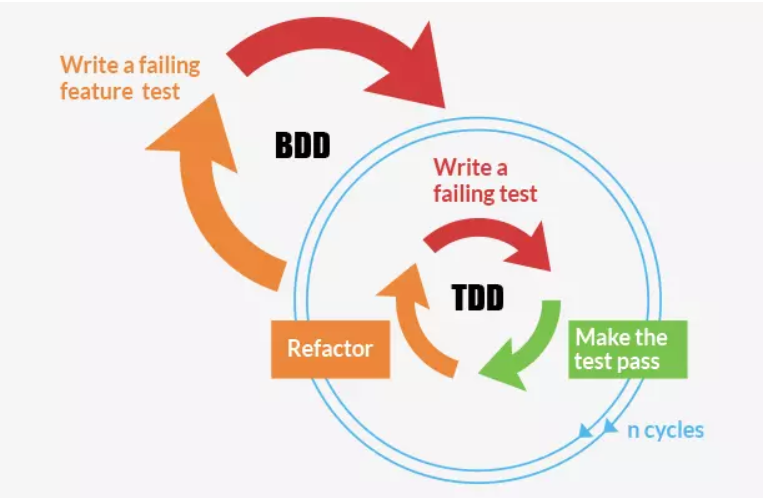 Write a failing
feature test
BDD
Write a
failing test
TDD
Refactor
Make the
test pass
n cycles